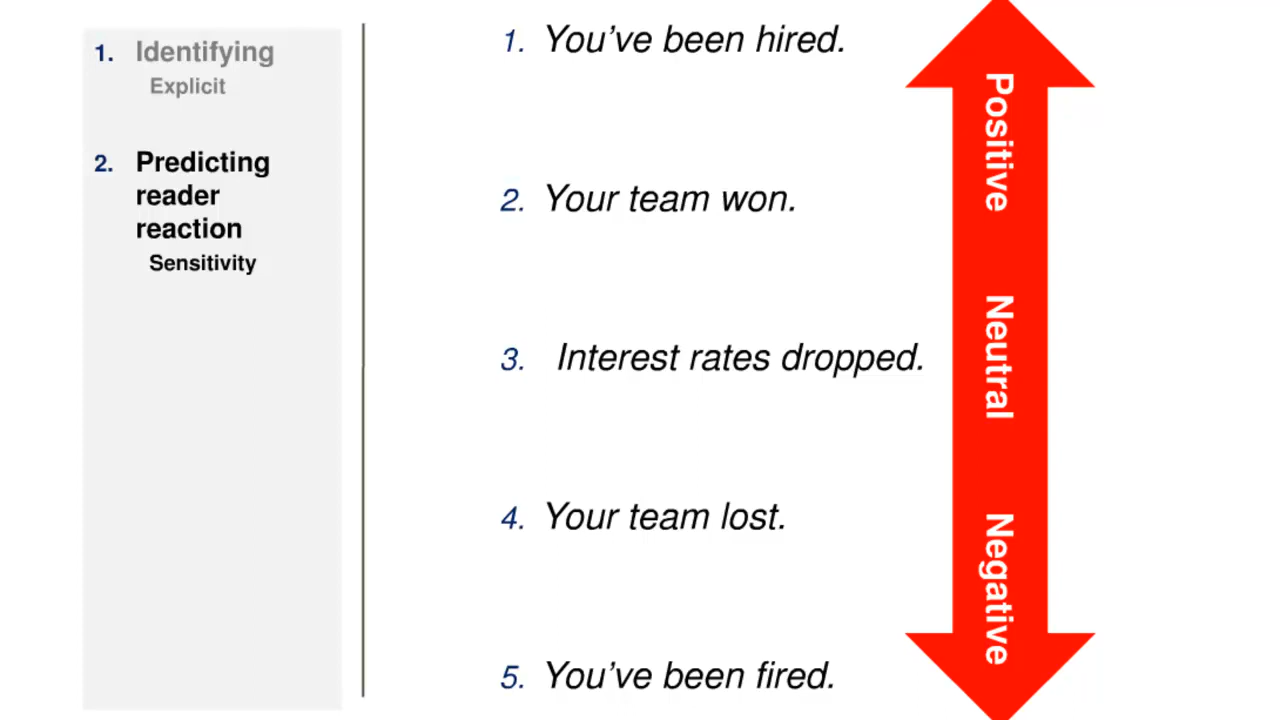 1. Identifying
Explicit
2. Predicting
reader
reaction
Sensitivity
1. You’ve been hired.
2. Your team won.
3. Interest rates dropped.
4. Your team lost.
5. You’ve been fired.
Positive
Neutral
Negative